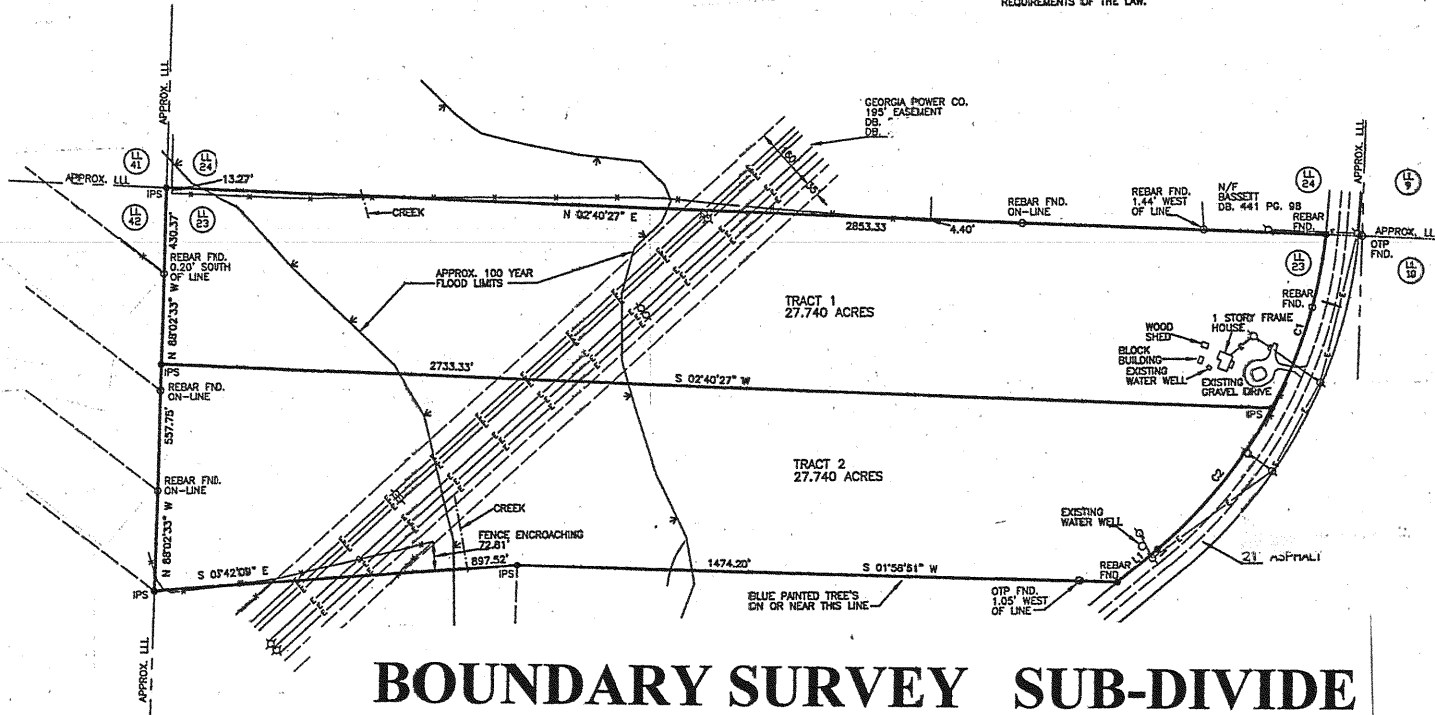 REQUIREMENTS OF THE LAW.
APPROX. LLL
GEORGIA POWER CO.
195' EASEMENT
DB.
DB.
160'
35'
LL
41
LL
24
APPROX. LLL
13.27'
IPS
LL
42
LL
23
CREEK
N 02°40'27" E
2853.33
4.40'
REBAR FND.
ON-LINE
REBAR FND.
1.44' WEST
OF LINE
N/F
BASSETT
DB. 441 PG. 98
REBAR
FND.
LL
24
APPROX. LLL
LL
9
APPROX. LL
OTP
FND.
LL
10
LL
23
N 88°02'33" W 430.37
REBAR FND.
0.20' SOUTH
OF LINE
APPROX. 100 YEAR
FLOOD LIMITS
TRACT 1
27.740 ACRES
REBAR
FND.
C1
WOOD
SHED
1 STORY FRAME
HOUSE
BLOCK
BUILDING
EXISTING
WATER WELL
EXISTING
GRAVEL DRIVE
IPS
2733.33'
S 02°40'27" W
IPS
REBAR FND.
ON-LINE
N 88°02'33" W 557.75'
REBAR FND.
ON-LINE
TRACT 2
27.740 ACRES
C2
CREEK
EXISTING
WATER WELL
FENCE ENCROACHING
72.81'
L1
21' ASPHALT
S 03°42'09" E
897.52'
IPS
1474.20'
S 01°58'51" W
REBAR
FND
IPS
BLUE PAINTED TREE'S
ON OR NEAR THIS LINE
OTP FND.
1.05' WEST
OF LINE
APPROX. LLL
BOUNDARY SURVEY SUB-DIVIDE